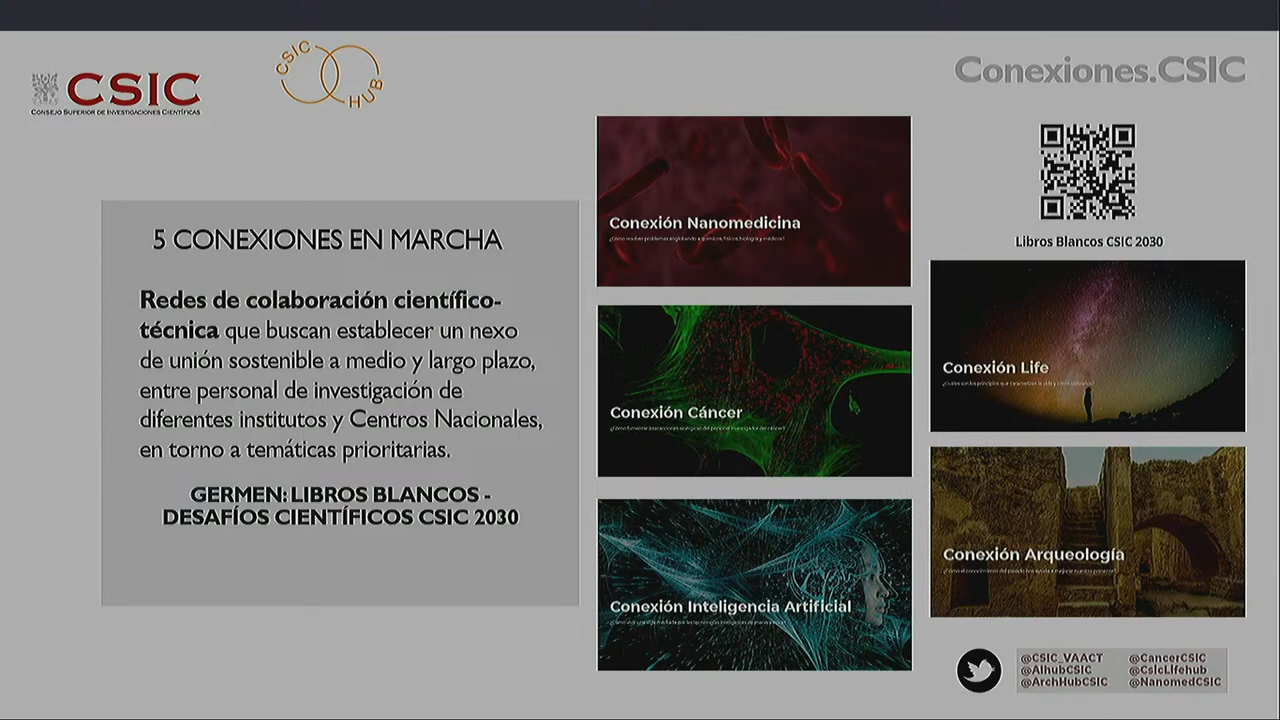 CSIC
CONSEJO SUPERIOR DE INVESTIGACIONES CIENTÍFICAS
CSIC
HUB
Conexiones.CSIC
5 CONEXIONES EN MARCHA
Redes de colaboración científico-
técnica que buscan establecer un nexo
de unión sostenible a medio y largo plazo,
entre personal de investigación de
diferentes institutos y Centros Nacionales,
en torno a temáticas prioritarias.
GERMEN: LIBROS BLANCOS -
DESAFÍOS CIENTÍFICOS CSIC 2030
Conexión Nanomedicina
Conexión Cáncer
Conexión Inteligencia Artificial
Libros Blancos CSIC 2030
Conexión Life
Conexión Arqueología
@CSIC_VAACT
@AIhubCSIC
@ArchHubCSIC
@CancerCSIC
@CsicLifehub
@NanomedCSIC